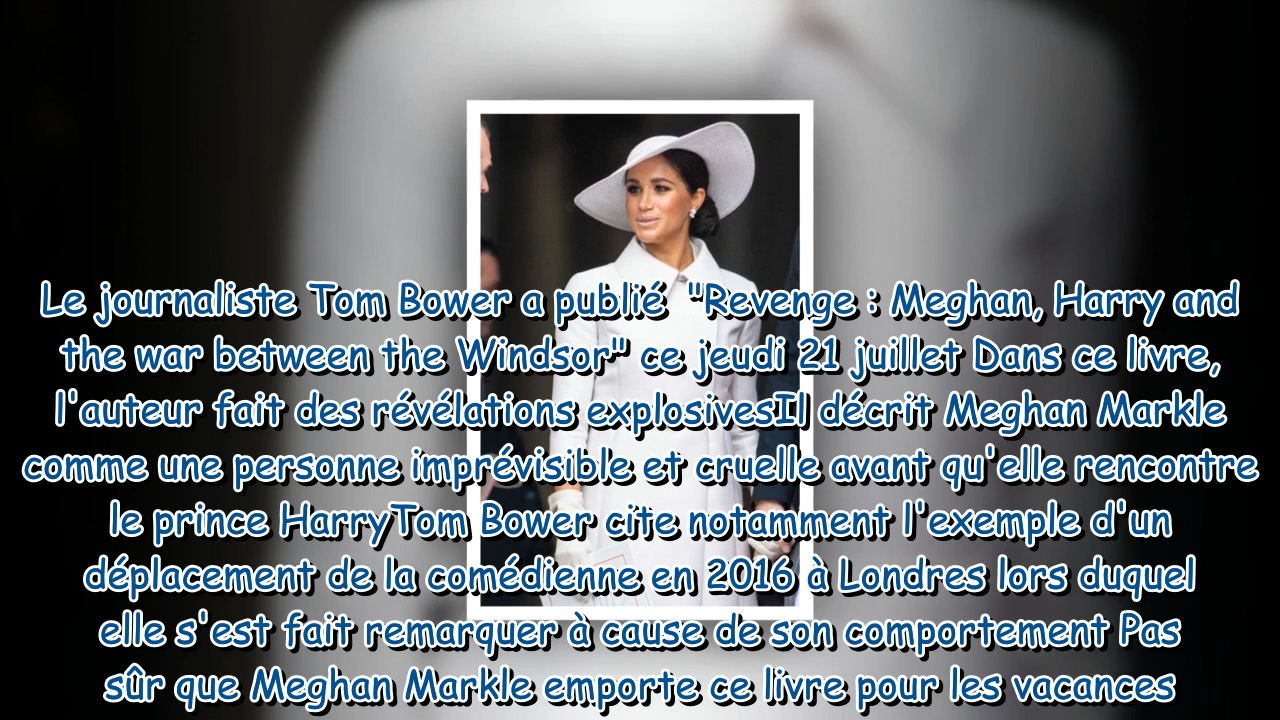 Le journaliste Tom Bower a publié "Revenge : Meghan, Harry and
the war between the Windsor" ce jeudi 21 juillet Dans ce livre,
l'auteur fait des révélations explosivesIl décrit Meghan Markle
comme une personne imprévisible et cruelle avant qu'elle rencontre
le prince HarryTom Bower cite notamment l'exemple d'un
déplacement de la comédienne en 2016 à Londres lors duquel
elle s'est fait remarquer à cause de son comportement Pas
sûr que Meghan Markle emporte ce livre pour les vacances